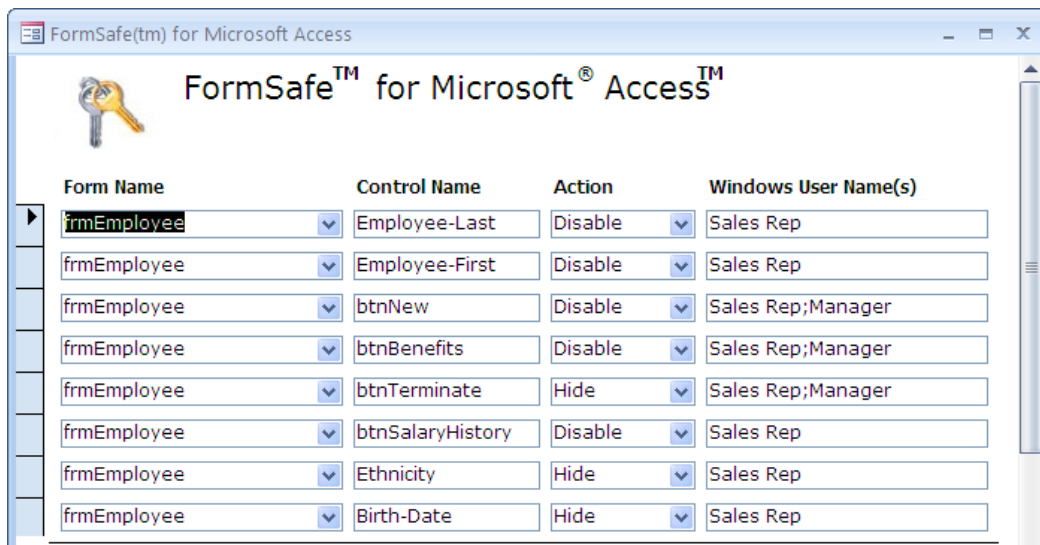 FormSafe(tm) for Microsoft Access
FormSafe™ for Microsoft® Access™
Form Name Control Name Action Windows User Name(s)
frmEmployee Employee-Last Disable Sales Rep
frmEmployee Employee-First Disable Sales Rep
frmEmployee btnNew Disable Sales Rep;Manager
frmEmployee btnBenefits Disable Sales Rep;Manager
frmEmployee btnTerminate Hide Sales Rep;Manager
frmEmployee btnSalaryHistory Disable Sales Rep
frmEmployee Ethnicity Hide Sales Rep
frmEmployee Birth-Date Hide Sales Rep